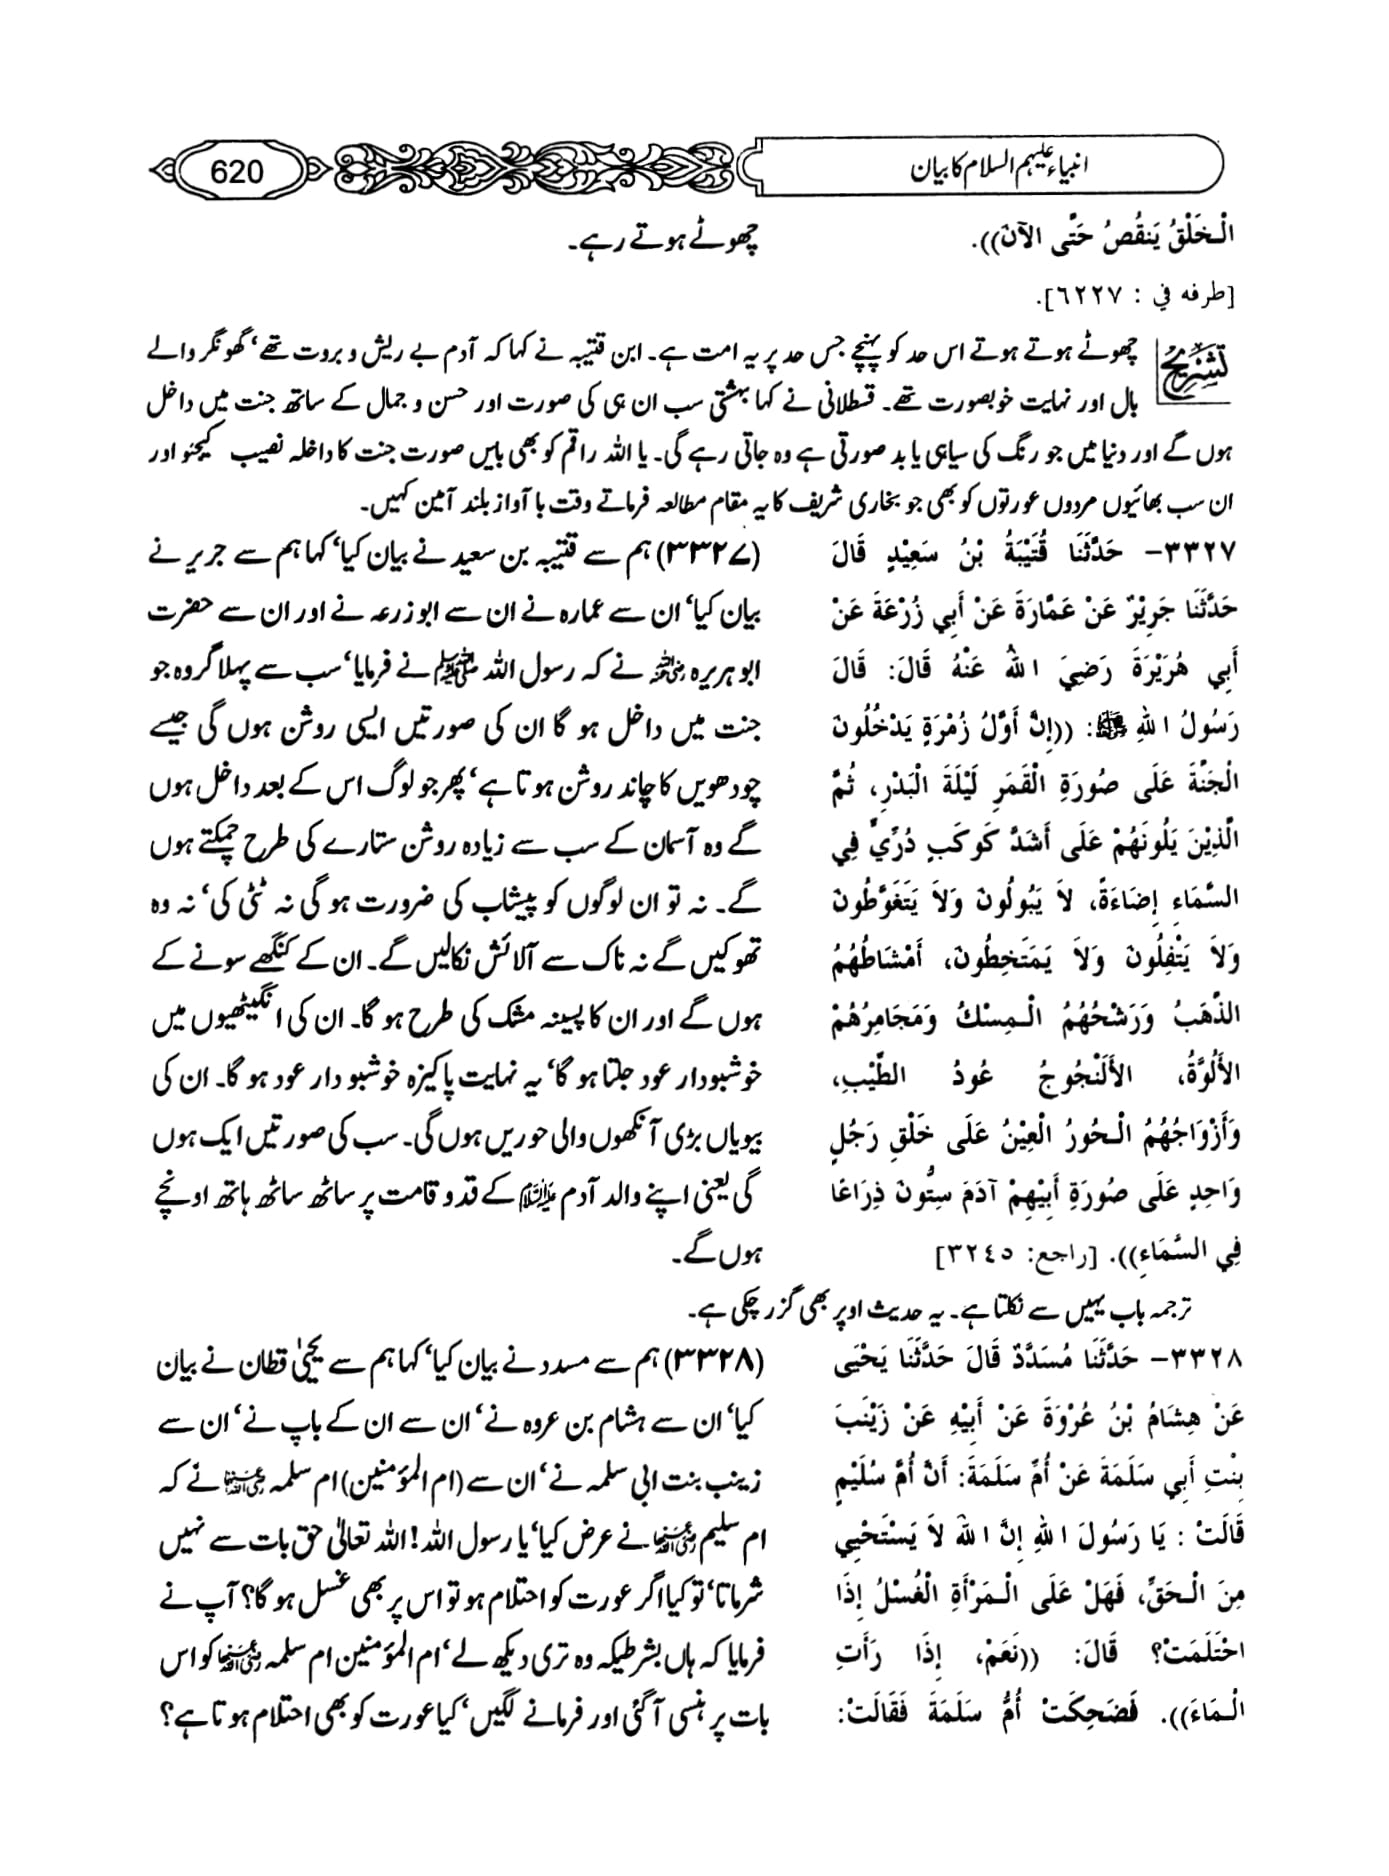 انبیاء علیہم السلام کا بیان
620
الْخَلْقُ يَنقُصُ حَتَّى الآنَ)).
[طرفه في : ٦٢٢٧].
چھوٹے ہوتے رہے۔
تشریح
چھوٹے ہوتے ہوتے اس حد کو پہنچے جس حد پر یہ امت ہے۔ ابن قتیبہ نے کہا کہ آدم بے ریش و بروت تھے‘ گھونگر والے
بال اور نہایت خوبصورت تھے۔ قسطلانی نے کہا بہشتی سب ان ہی کی صورت اور حسن و جمال کے ساتھ جنت میں داخل
ہوں گے اور دنیا میں جو رنگ کی سیاہی یا بد صورتی ہے وہ جاتی رہے گی۔ یا اللہ راقم کو بھی بایں صورت جنت کا داخلہ نصیب کیجئو اور
ان سب بھائیوں مردوں عورتوں کو بھی جو بخاری شریف کا یہ مقام مطالعہ فرماتے وقت با آواز بلند آمین کہیں۔
٣٣٢٧- حَدَّثَنَا قُتَيْبَةُ بْنُ سَعِيْدٍ قَالَ
حَدَّثَنَا جَرِيْرٌ عَنْ عَمَّارَةَ عَنْ أَبِي زُرْعَةَ عَنْ
أَبِي هُرَيْرَةَ رَضِيَ اللهُ عَنْهُ قَالَ: قَالَ
رَسُولُ اللهِ ﷺ: ((إِنَّ أَوَّلُ زُمْرَةٍ يَدْخُلُونَ
الْجَنَّةَ عَلَى صُورَةِ الْقَمَرِ لَيْلَةَ الْبَدْرِ، ثُمَّ
الَّذِيْنَ يَلُونَهُمْ عَلَى أَشَدِّ كَوكَبٍ دُرِّيٍّ فِي
السَّمَاءِ إِضَاءَةً، لاَ يَبُولُونَ وَلاَ يَتَغَوَّطُونَ
وَلاَ يَتْفِلُونَ وَلاَ يَمْتَخِطُونَ، أَمْشَاطُهُمُ
الذَّهَبُ وَرَشْحُهُمُ الْمِسْكُ وَمَجَامِرُهُمْ
الأَلُوَّةُ، الأَلَنْجُوجُ عُودُ الطِّيْبِ،
وَأَزْوَاجُهُمُ الْحُورُ الْعِيْنُ عَلَى خَلْقِ رَجُلٍ
وَاحِدٍ عَلَى صُورَةِ أَبِيْهِمْ آدَمَ سِتُّونَ ذِرَاعًا
فِي السَّمَاءِ)). [راجع: ٣٢٤٥]
(۳۳۲۷) ہم سے قتیبہ بن سعید نے بیان کیا‘ کہا ہم سے جریر نے
بیان کیا‘ ان سے عمارہ نے ان سے ابو زرعہ نے اور ان سے حضرت
ابو ہریرہ رضی اللہ عنہ نے کہ رسول اللہ ﷺ نے فرمایا‘ سب سے پہلا گروہ جو
جنت میں داخل ہو گا ان کی صورتیں ایسی روشن ہوں گی جیسے
چودھویں کا چاند روشن ہوتا ہے‘ پھر جو لوگ اس کے بعد داخل ہوں
گے وہ آسمان کے سب سے زیادہ روشن ستارے کی طرح چمکتے ہوں
گے۔ نہ تو ان لوگوں کو پیشاب کی ضرورت ہو گی نہ ٹٹی کی‘ نہ وہ
تھوکیں گے نہ ناک سے آلائش نکالیں گے۔ ان کے کنگھے سونے کے
ہوں گے اور ان کا پسینہ مشک کی طرح ہو گا۔ ان کی انگیٹھیوں میں
خوشبودار عود جلتا ہو گا‘ یہ نہایت پاکیزہ خوشبو دار عود ہو گا۔ ان کی
بیویاں بڑی آنکھوں والی حوریں ہوں گی۔ سب کی صورتیں ایک ہوں
گی یعنی اپنے والد آدم علیہ السلام کے قد و قامت پر ساٹھ ساٹھ ہاتھ اونچے
ہوں گے۔
ترجمہ باب یہیں سے نکلتا ہے۔ یہ حدیث اوپر بھی گزر چکی ہے۔
٣٣٢٨- حَدَّثَنَا مُسَدَّدٌ قَالَ حَدَّثَنَا يَحْيَى
عَنْ هِشَامُ بْنُ عُرْوَةَ عَنْ أَبِيْهِ عَنْ زَيْنَبَ
بِنْتِ أَبِي سَلَمَةَ عَنْ أُمِّ سَلَمَةَ: أَنَّ أُمَّ سُلَيْمٍ
قَالَتْ : يَا رَسُولَ اللهِ إِنَّ اللهَ لاَ يَسْتَحْيِي
مِنَ الْحَقِّ، فَهَلْ عَلَى الْمَرْأَةِ الْغُسْلُ إِذَا
احْتَلَمَتْ؟ قَالَ: ((نَعَمْ، إِذَا رَأَتِ
الْمَاءَ)). فَضَحِكَتْ أُمُّ سَلَمَةَ فَقَالَتْ:
(۳۳۲۸) ہم سے مسدد نے بیان کیا‘ کہا ہم سے یحییٰ قطان نے بیان
کیا‘ ان سے ہشام بن عروہ نے‘ ان سے ان کے باپ نے‘ ان سے
زینب بنت ابی سلمہ نے‘ ان سے (ام المؤمنین) ام سلمہ رضی اللہ عنہا نے کہ
ام سلیم رضی اللہ عنہا نے عرض کیا‘ یا رسول اللہ! اللہ تعالیٰ حق بات سے نہیں
شرماتا‘ تو کیا اگر عورت کو احتلام ہو تو اس پر بھی غسل ہو گا؟ آپ نے
فرمایا کہ ہاں بشرطیکہ وہ تری دیکھ لے‘ ام المؤمنین ام سلمہ رضی اللہ عنہا کو اس
بات پر ہنسی آ گئی اور فرمانے لگیں‘ کیا عورت کو بھی احتلام ہوتا ہے؟